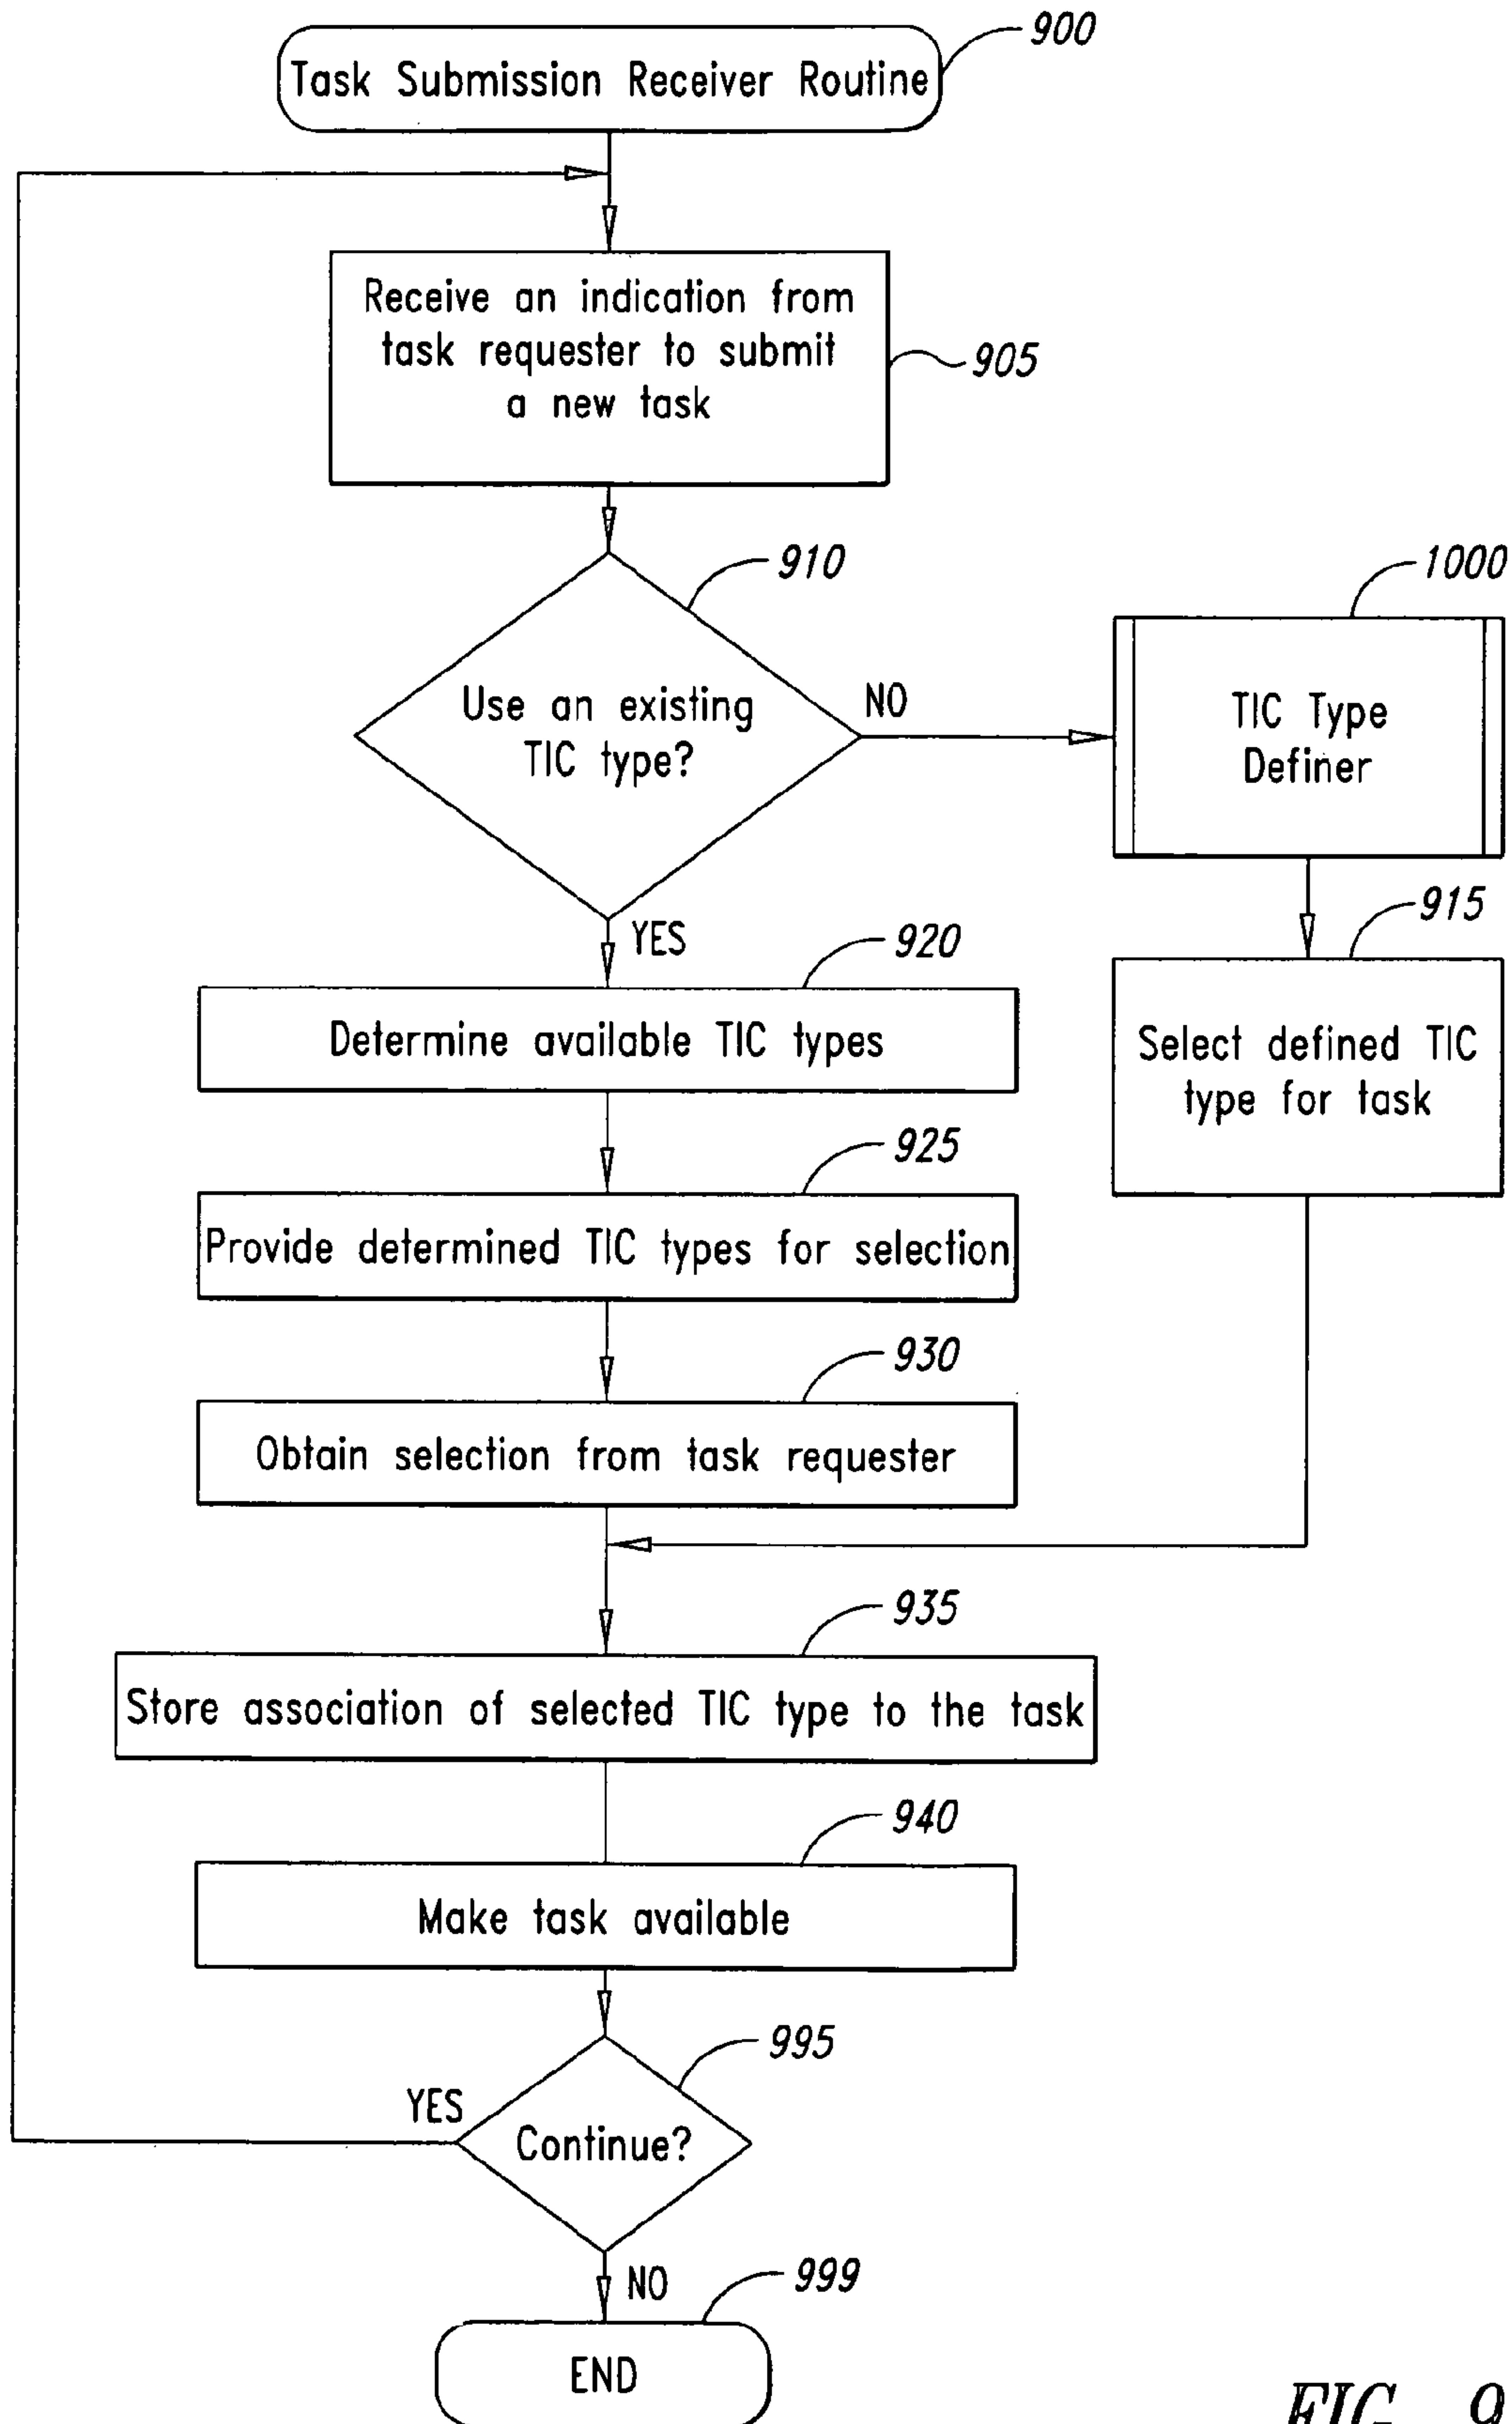 900
Task Submission Receiver Routine
Receive an indication from
task requester to submit
a new task
905
910
1000
Use an existing
TIC type?
NO
TIC Type
Definer
YES
915
920
Determine available TIC types
Select defined TIC
type for task
925
Provide determined TIC types for selection
930
Obtain selection from task requester
935
Store association of selected TIC type to the task
940
Make task available
995
YES
Continue?
NO
999
END
FIG. 9